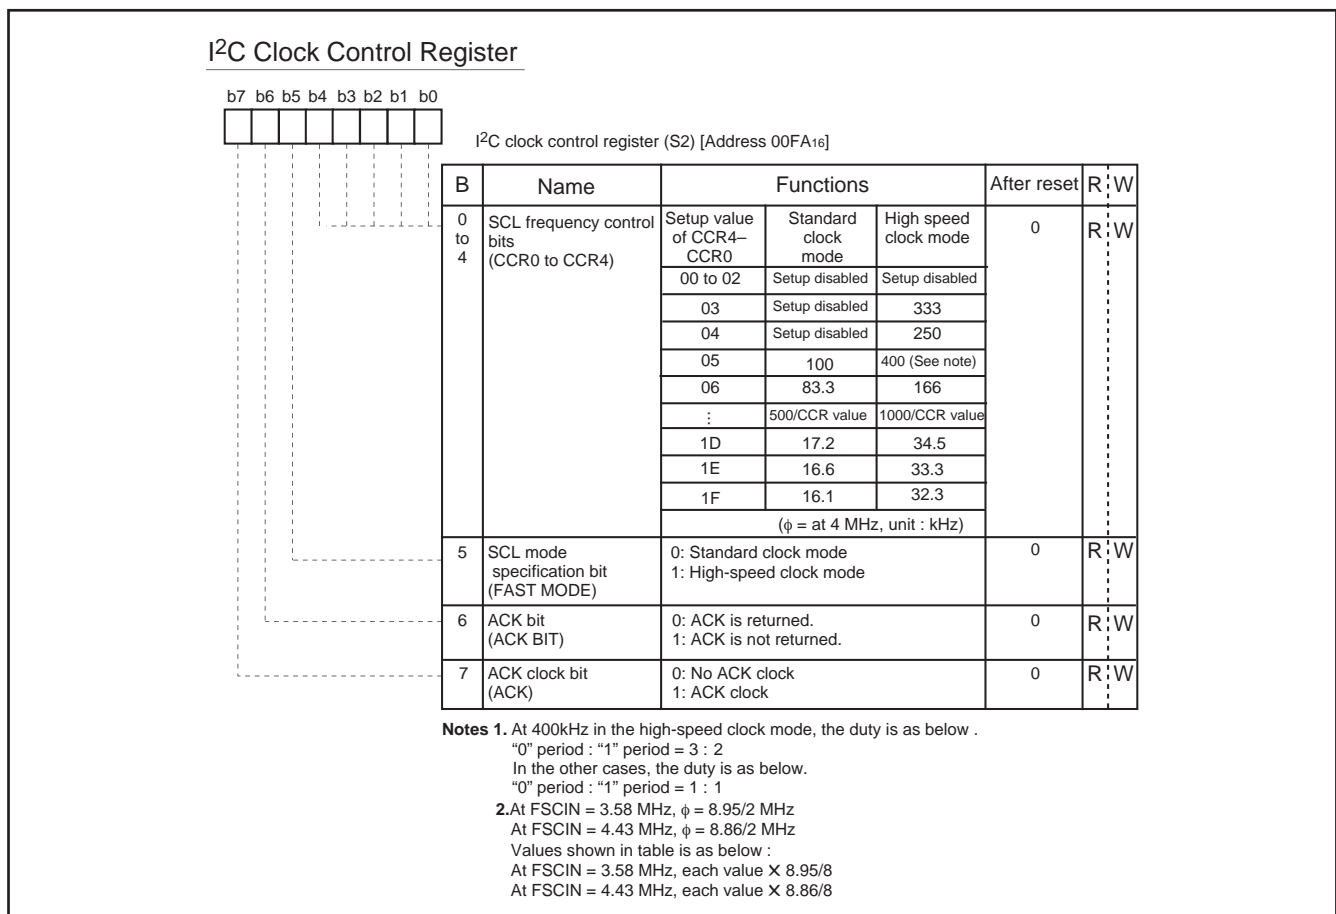 I2C Clock Control Register
b7 b6 b5 b4 b3 b2 b1 b0
I2C clock control register (S2) [Address 00FA16]
B Name Functions After reset R W
0 to 4 SCL frequency control bits (CCR0 to CCR4) 0 R W
Setup value of CCR4–CCR0 Standard clock mode High speed clock mode
00 to 02 Setup disabled Setup disabled
03 Setup disabled 333
04 Setup disabled 250
05 100 400 (See note)
06 83.3 166
⋮ 500/CCR value 1000/CCR value
1D 17.2 34.5
1E 16.6 33.3
1F 16.1 32.3
(ϕ = at 4 MHz, unit : kHz)
5 SCL mode 0: Standard clock mode 0 R W
specification bit 1: High-speed clock mode
(FAST MODE)
6 ACK bit 0: ACK is returned. 0 R W
(ACK BIT) 1: ACK is not returned.
7 ACK clock bit 0: No ACK clock 0 R W
(ACK) 1: ACK clock
Notes 1. At 400kHz in the high-speed clock mode, the duty is as below .
“0” period : “1” period = 3 : 2
In the other cases, the duty is as below.
“0” period : “1” period = 1 : 1
2.At FSCIN = 3.58 MHz, ϕ = 8.95/2 MHz
At FSCIN = 4.43 MHz, ϕ = 8.86/2 MHz
Values shown in table is as below :
At FSCIN = 3.58 MHz, each value ✕ 8.95/8
At FSCIN = 4.43 MHz, each value ✕ 8.86/8